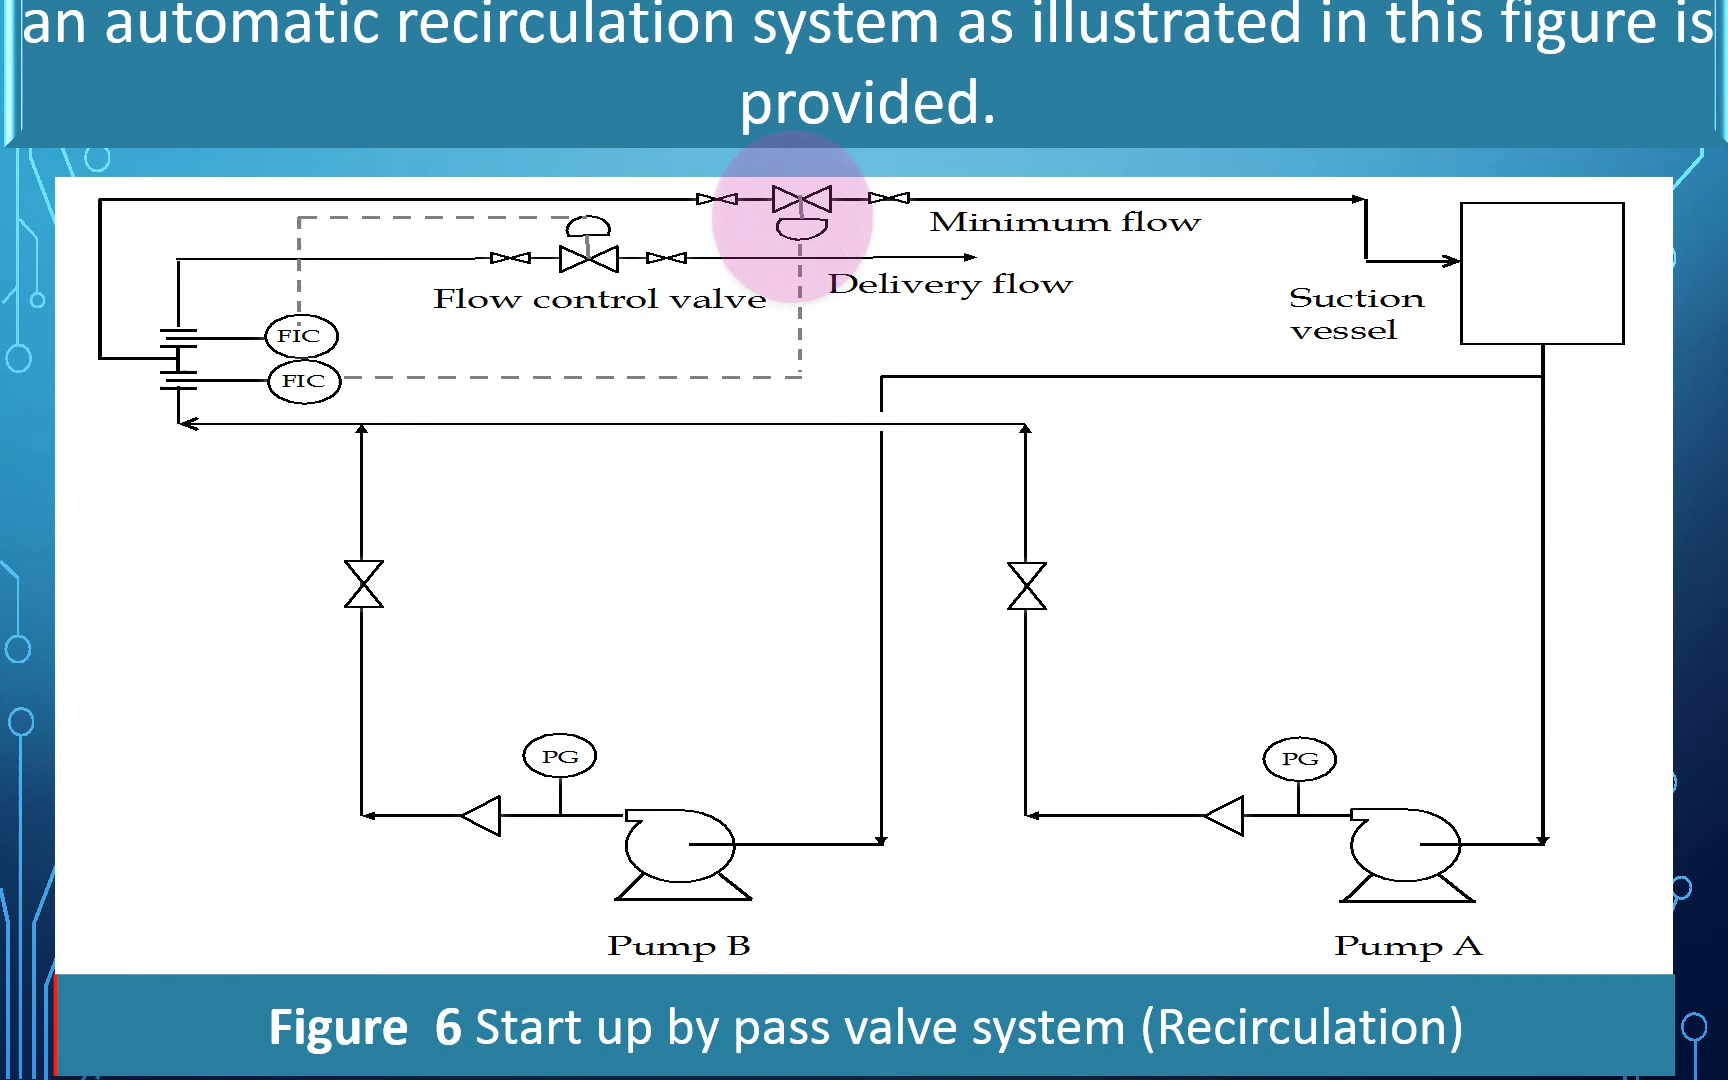 an automatic recirculation system as illustrated in this figure is
provided.
Minimum flow
Delivery flow
Flow control valve
Suction
vessel
FIC
FIC
PG
PG
Pump B
Pump A
Figure 6 Start up by pass valve system (Recirculation)